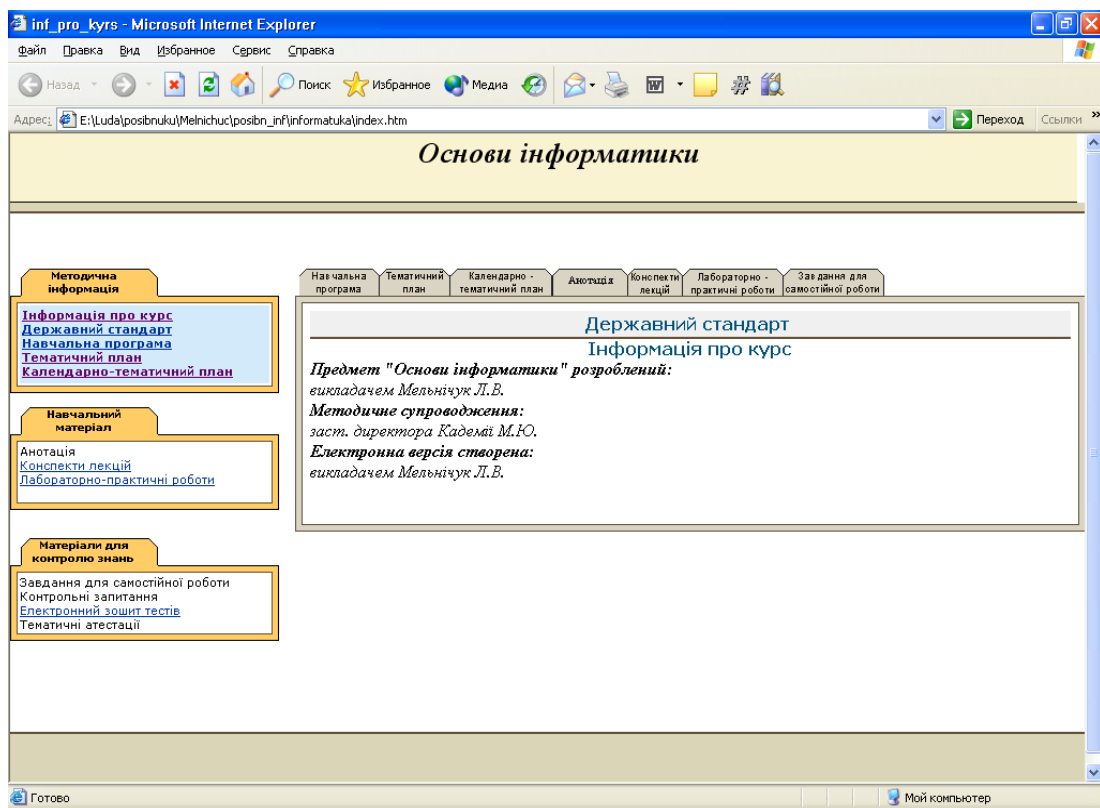 inf_pro_kyrs - Microsoft Internet Explorer
Файл Правка Вид Избранное Сервис Справка
Назад Поиск Избранное Медиа
Адрес: E:\Luda\posibnuku\Melnichuc\posibn_inf\informatuka\index.htm Переход Ссылки »
Основи інформатики
Методична
інформація
Інформація про курс
Державний стандарт
Навчальна програма
Тематичний план
Календарно-тематичний план
Навчальний
матеріал
Анотація
Конспекти лекцій
Лабораторно-практичні роботи
Матеріали для
контролю знань
Завдання для самостійної роботи
Контрольні запитання
Електронний зошит тестів
Тематичні атестації
Навчальна
програма
Тематичний
план
Календарно -
тематичний план
Анотація
Конспекти
лекцій
Лабораторно -
практичні роботи
Завдання для
самостійної роботи
Державний стандарт
Інформація про курс
Предмет "Основи інформатики" розроблений:
викладачем Мельнічук Л.В.
Методичне супроводження:
заст. директора Кадемії М.Ю.
Електронна версія створена:
викладачем Мельнічук Л.В.
Готово Мой компьютер